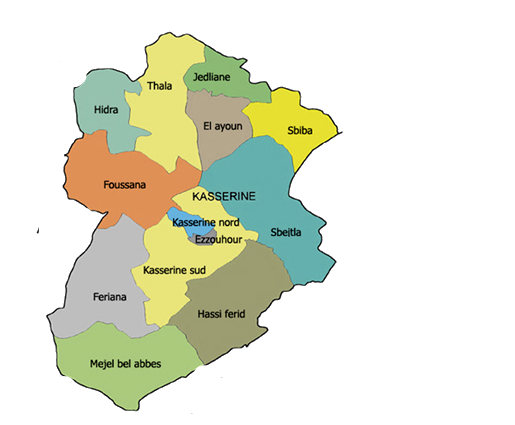 Jedliane
Thala
Hidra
El ayoun
Sbiba
Foussana
KASSERINE
Kasserine nord
Sbeitla
Ezzouhour
Kasserine sud
Feriana
Hassi ferid
Mejel bel abbes